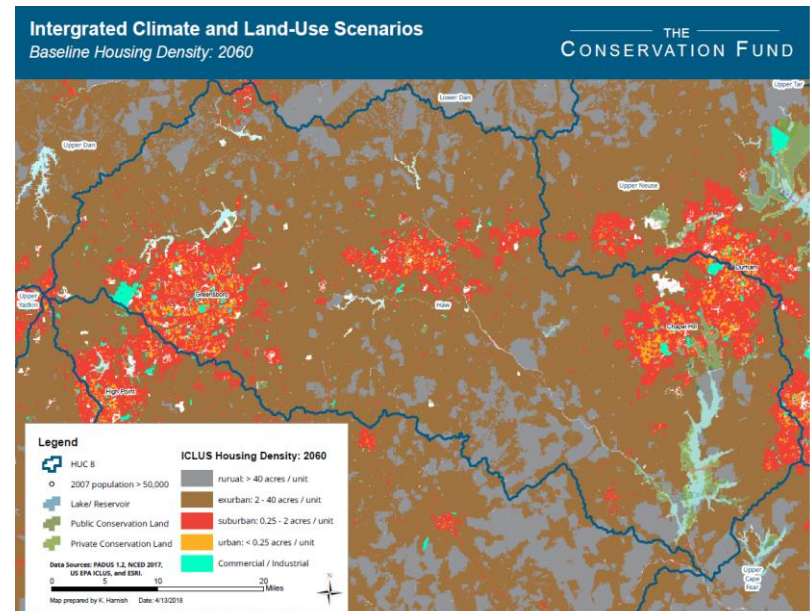 Intergrated Climate and Land-Use Scenarios
Baseline Housing Density: 2060
THE
CONSERVATION FUND
Lower Dan
Upper Tar
Upper Dan
Upper Neuse
Durham
Upper
Yadkin
Greensboro
Haw
Chapel Hill
High Point
Upper
Cape
Fear
Legend
HUC 8
2007 population > 50,000
Lake/ Reservoir
Public Conservation Land
Private Conservation Land
ICLUS Housing Density: 2060
rurual: > 40 acres / unit
exurban: 2 - 40 acres / unit
suburban: 0.25 - 2 acres / unit
urban: < 0.25 acres / unit
Commercial / Industrial
Data Sources: PADUS 1.2, NCED 2017,
US EPA ICLUS, and ESRI.
0 5 10 20
Miles
Map prepared by K. Harnish Date: 4/13/2018
N